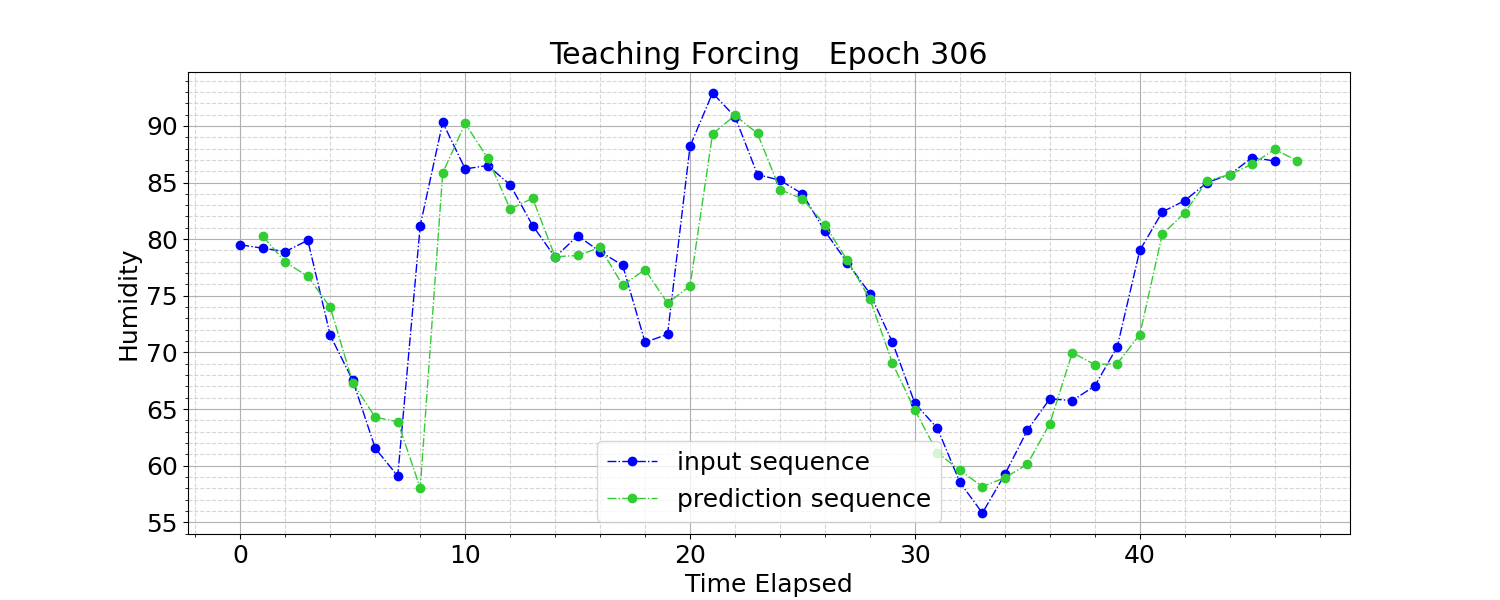 Teaching Forcing   Epoch 306
Humidity
90
85
80
75
70
65
60
55
input sequence
prediction sequence
0 10 20 30 40
Time Elapsed